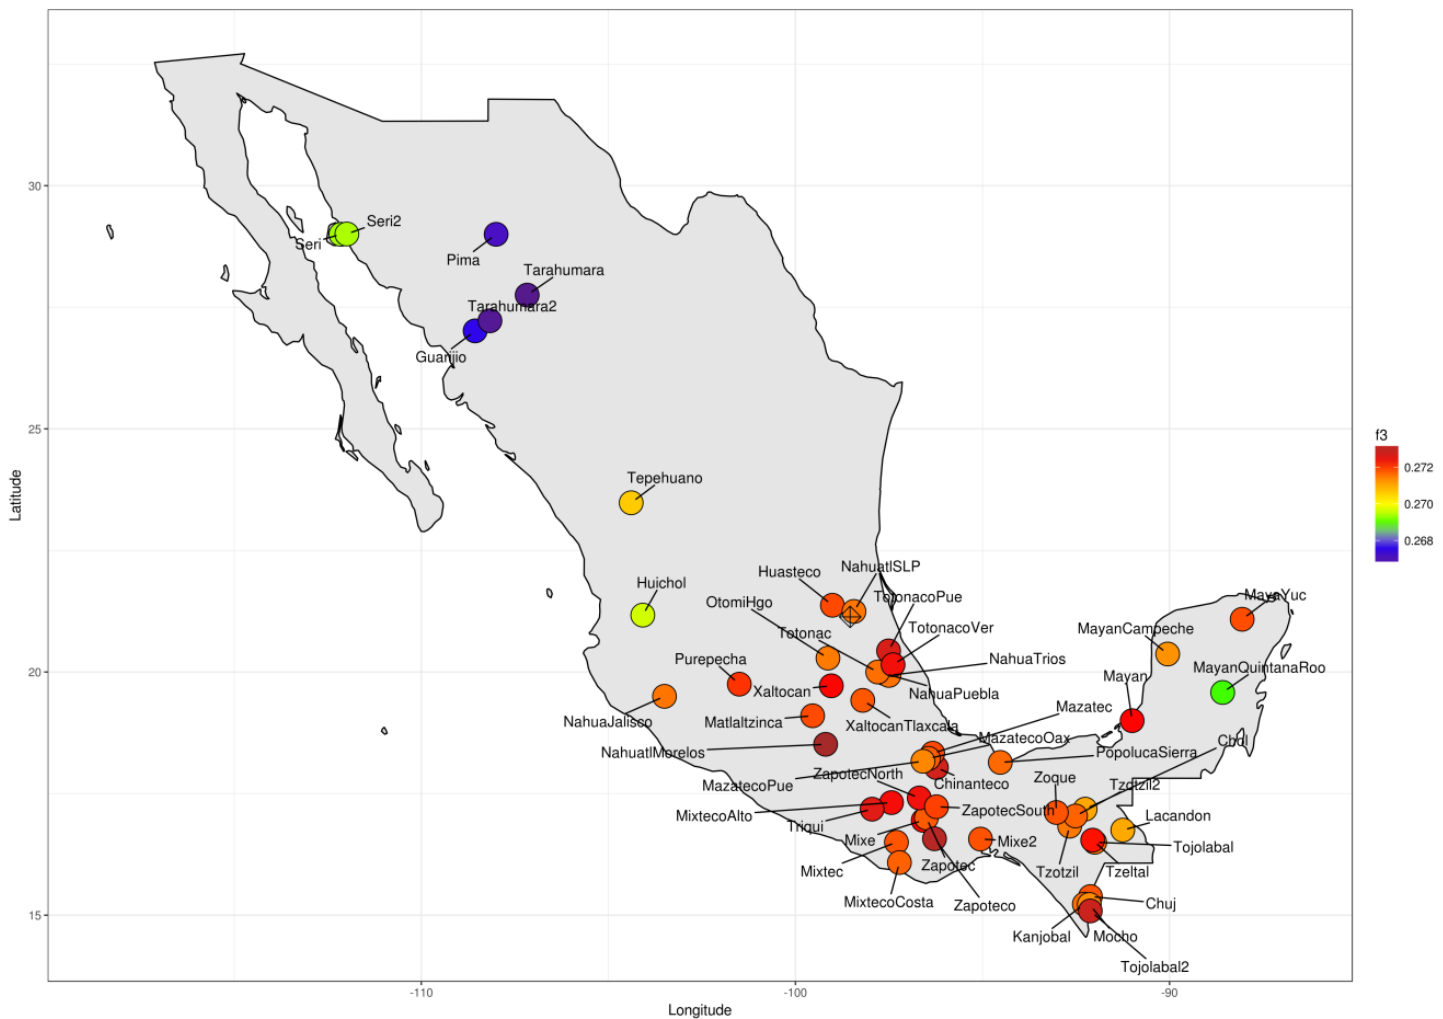 30
25
20
15
-110
-100
-90
Latitude
Longitude
f3
0.272
0.270
0.268
Seri2
Seri
Pima
Tarahumara
Tarahumara2
Guarijio
Tepehuano
Huichol
Huasteco
NahuatlSLP
OtomiHgo
TotonacoPue
Totonac
TotonacoVer
Purepecha
NahuaTrios
Xaltocan
NahuaPuebla
NahuaJalisco
Matlaltzinca
XaltocanTlaxcala
Mazatec
NahuatlMorelos
MazatecoOax
MazatecoPue
ZapotecNorth
Chinanteco
PopolucaSierra
MixtecoAlto
Triqui
ZapotecSouth
Mixe
Mixe2
Mixtec
Zapotec
MixtecoCosta
Zapoteco
MayaYuc
MayanCampeche
MayanQuintanaRoo
Mayan
Chol
Zoque
Tzotzil2
Lacandon
Tojolabal
Tzotzil
Tzeltal
Chuj
Kanjobal
Mocho
Tojolabal2